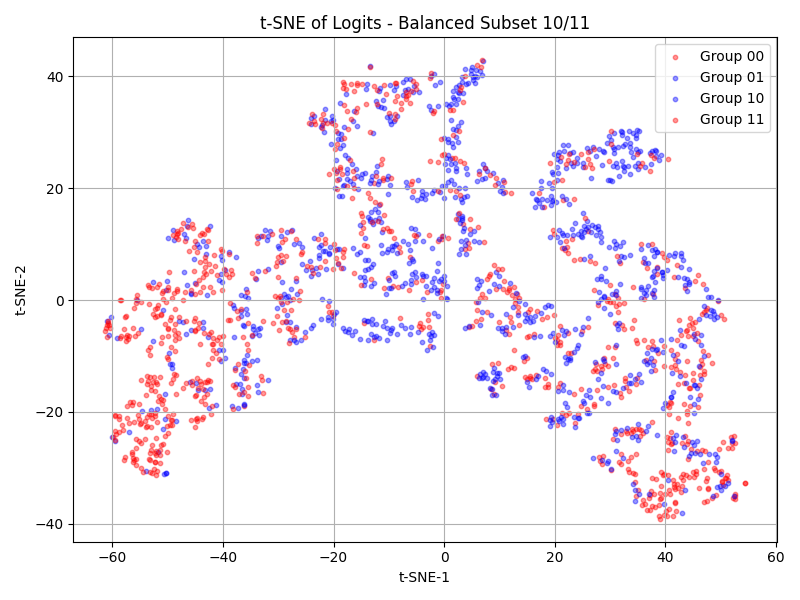 t-SNE of Logits - Balanced Subset 10/11
Group 00
Group 01
Group 10
Group 11
40
20
0
−20
−40
t-SNE-2
−60
−40
−20
0
20
40
60
t-SNE-1